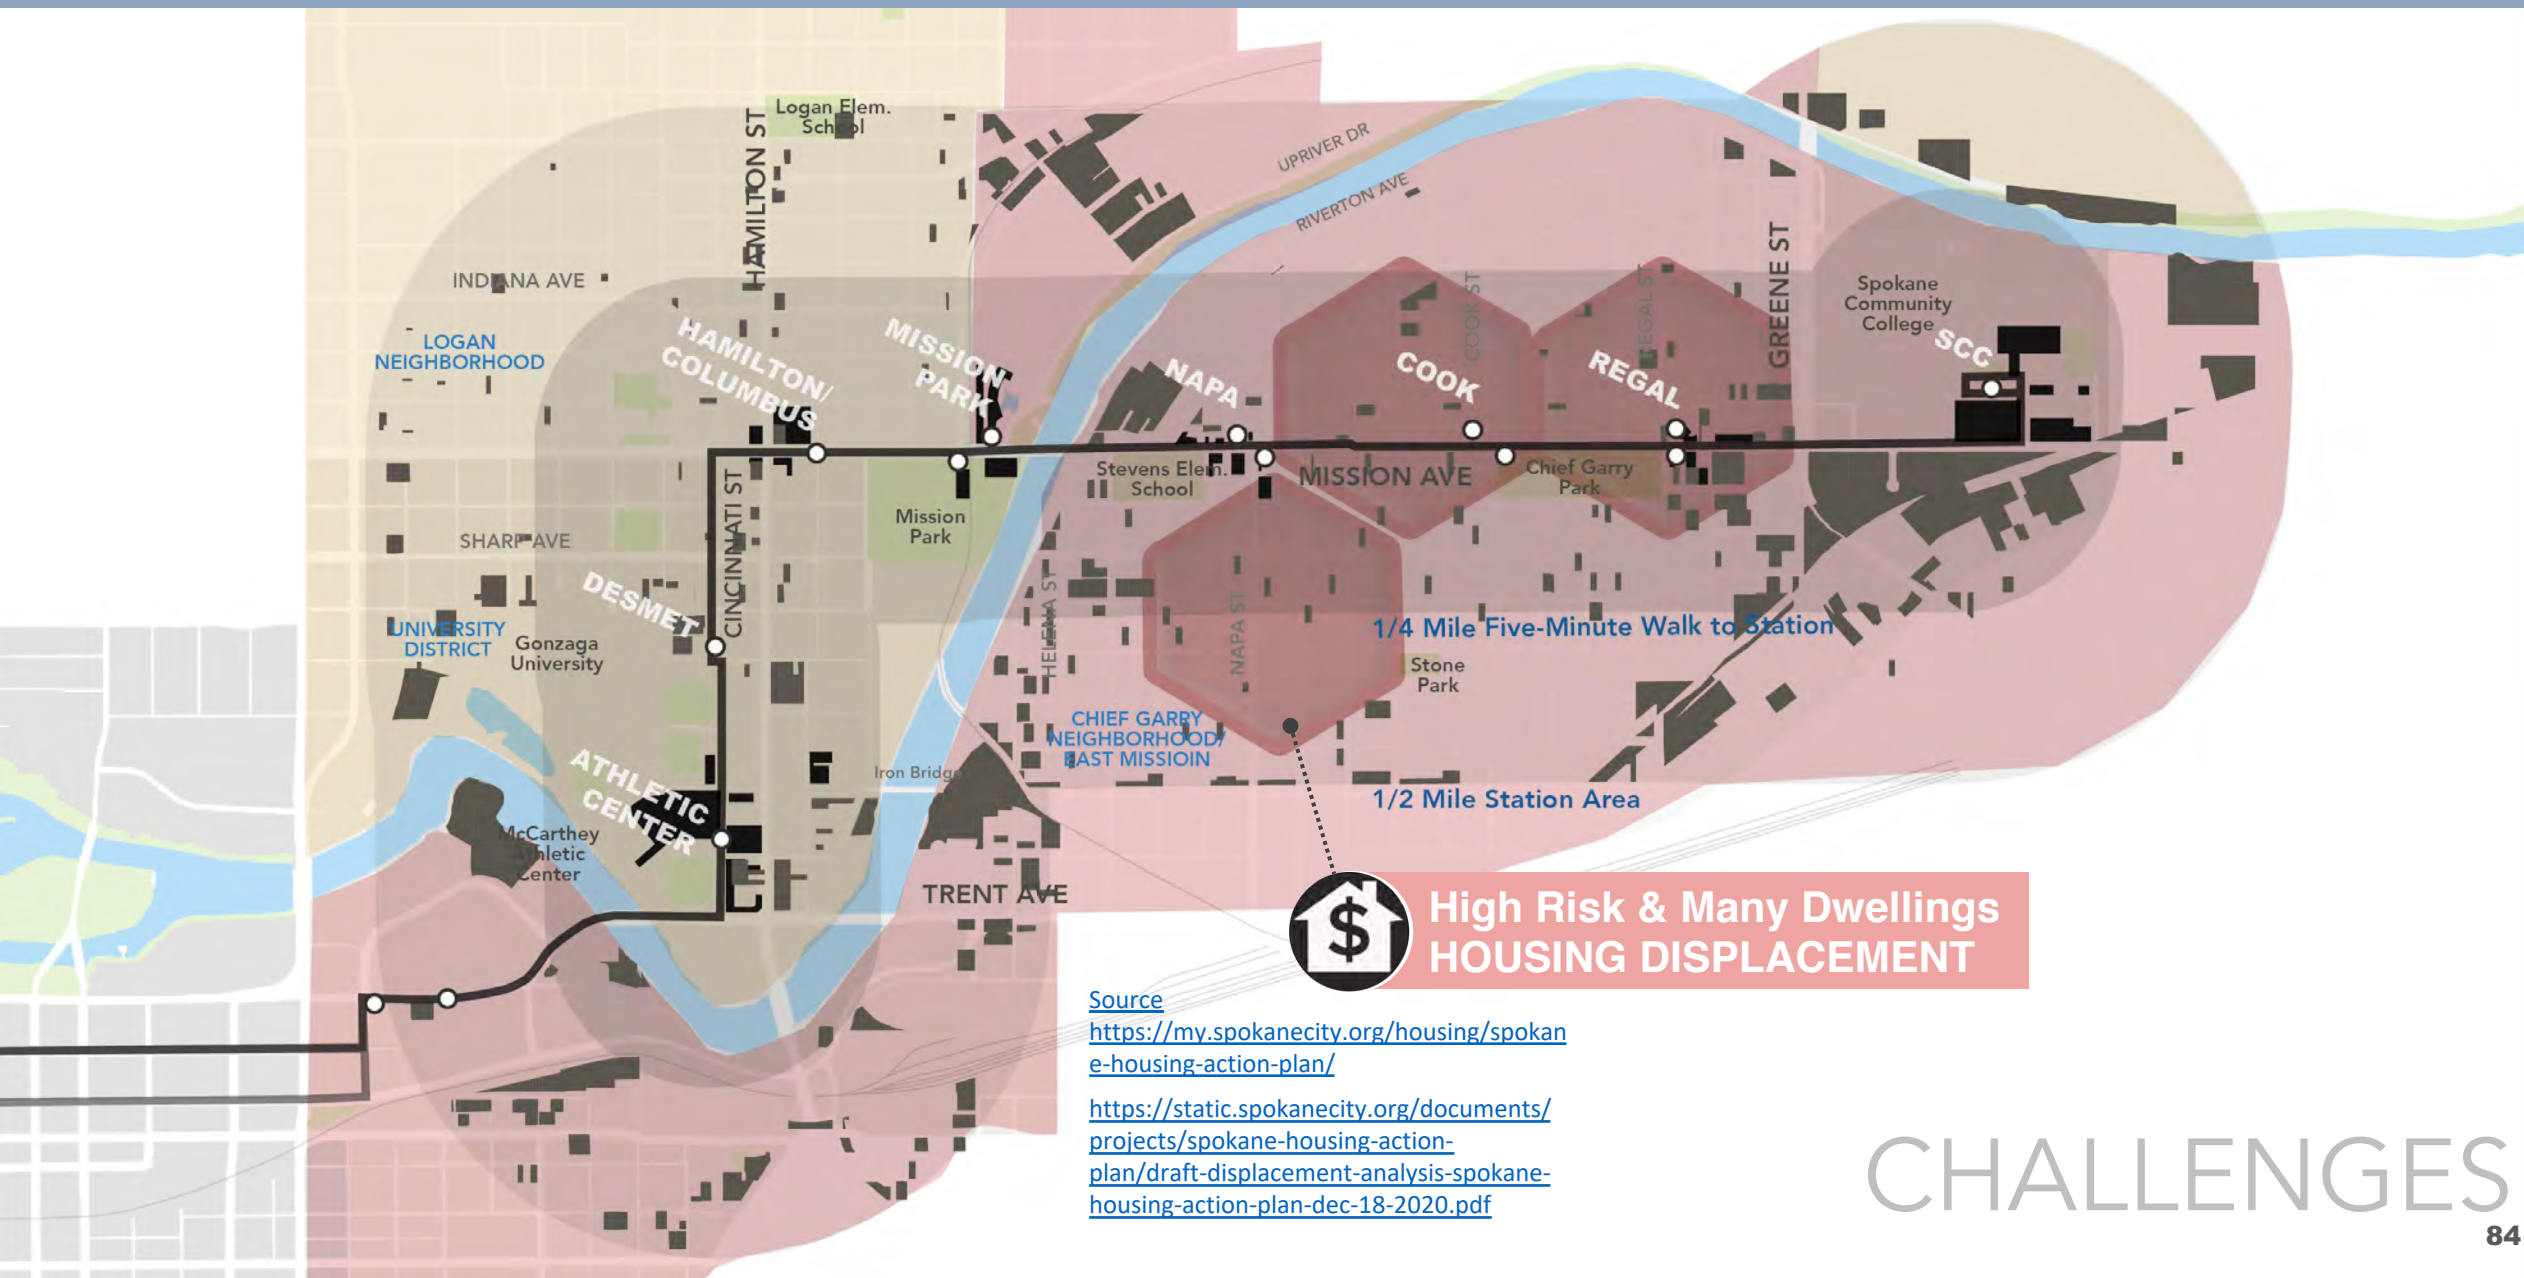 Logan Elem.
School
HAMILTON ST
UPRIVER DR
RIVERTON AVE
INDIANA AVE
LOGAN
NEIGHBORHOOD
HAMILTON/
COLUMBUS
MISSION
PARK
NAPA
COOK
COOK ST
REGAL
REGAL ST
GREENE ST
Spokane
Community
College
SCC
Stevens Elem.
School
MISSION AVE
Chief Garry
Park
Mission
Park
SHARP AVE
CINCINNATI ST
DESMET
UNIVERSITY
DISTRICT
Gonzaga
University
HELENA ST
NAPA ST
1/4 Mile Five-Minute Walk to Station
Stone
Park
CHIEF GARRY
NEIGHBORHOOD/
EAST MISSIOIN
Iron Bridge
ATHLETIC
CENTER
McCarthey
Athletic
Center
1/2 Mile Station Area
TRENT AVE
$
High Risk & Many Dwellings
HOUSING DISPLACEMENT
Source
https://my.spokanecity.org/housing/spokan
e-housing-action-plan/
https://static.spokanecity.org/documents/
projects/spokane-housing-action-
plan/draft-displacement-analysis-spokane-
housing-action-plan-dec-18-2020.pdf
CHALLENGES
84